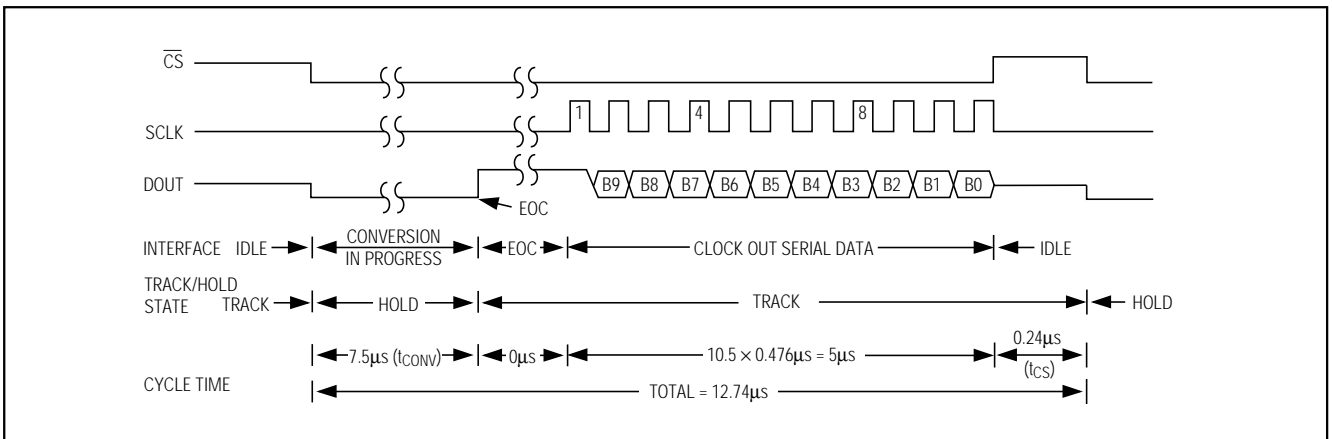 CS
SCLK
1 4 8
DOUT
B9 B8 B7 B6 B5 B4 B3 B2 B1 B0
EOC
INTERFACE IDLE CONVERSION IN PROGRESS EOC CLOCK OUT SERIAL DATA IDLE
TRACK/HOLD
STATE TRACK HOLD TRACK HOLD
7.5µs (tCONV) 0µs 10.5 × 0.476µs = 5µs 0.24µs (tCS)
CYCLE TIME
TOTAL = 12.74µs